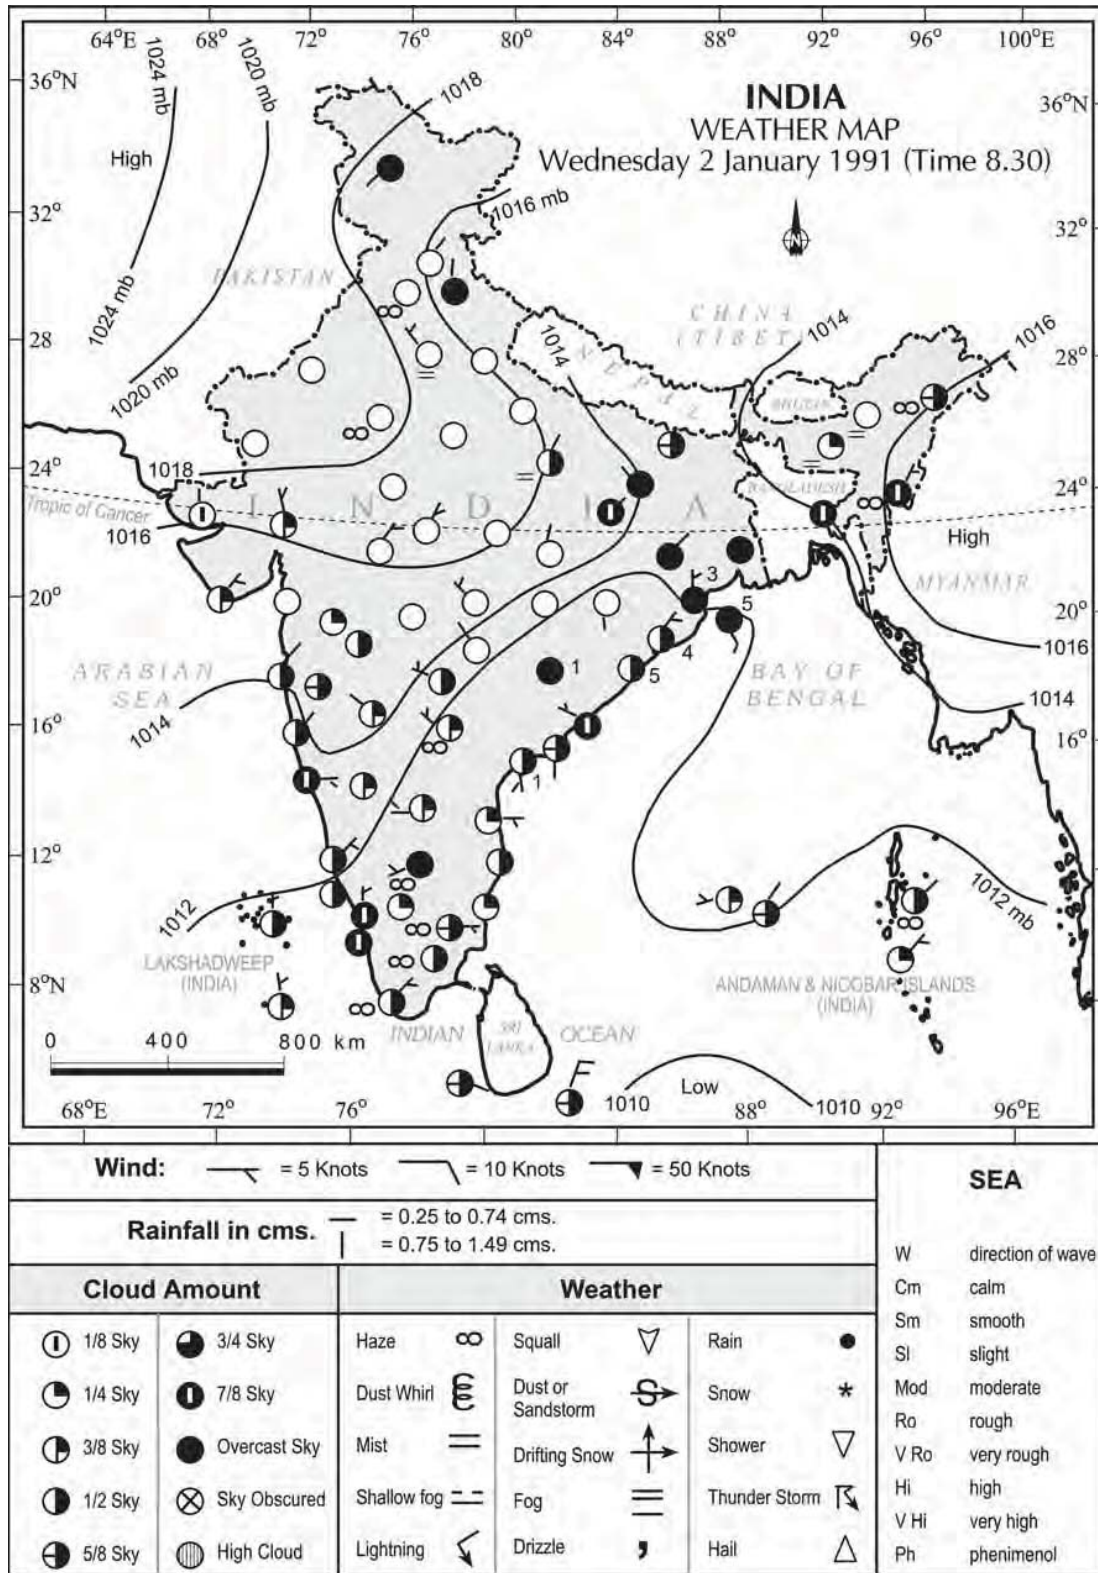 64°E 68° 72° 76° 80° 84° 88° 92° 96° 100°E
1024 mb
1020 mb
1018
36°N
36°N
INDIA
WEATHER MAP
Wednesday 2 January 1991 (Time 8.30)
High
32°
32°
1016 mb
N
PAKISTAN
1024 mb
CHINA
(TIBET)
1014
1016
1014
28°
28°
NEPAL
1020 mb
BHUTAN
24°
24°
1018
BANGLADESH
Tropic of Cancer
INDIA
1016
High
MYANMAR
3
5
20°
20°
1016
4
ARABIAN
SEA
1
5
BAY OF
BENGAL
1014
1014
16°
16°
1
12°
12°
1012
1012 mb
LAKSHADWEEP
(INDIA)
8°N
8°N
ANDAMAN & NICOBAR ISLANDS
(INDIA)
INDIAN
SRI
LANKA
OCEAN
0 400 800 km
Low
1010
1010
68°E 72° 76° 88° 92° 96°E
Wind: = 5 Knots = 10 Knots = 50 Knots
Rainfall in cms. = 0.25 to 0.74 cms.
= 0.75 to 1.49 cms.
Cloud Amount
1/8 Sky 3/4 Sky
1/4 Sky 7/8 Sky
3/8 Sky Overcast Sky
1/2 Sky Sky Obscured
5/8 Sky High Cloud
Weather
Haze Squall Rain
Dust Whirl Dust or
Sandstorm Snow
Mist Drifting Snow Shower
Shallow fog Fog Thunder Storm
Lightning Drizzle Hail
SEA
W direction of wave
Cm calm
Sm smooth
Sl slight
Mod moderate
Ro rough
V Ro very rough
Hi high
V Hi very high
Ph phenimenol